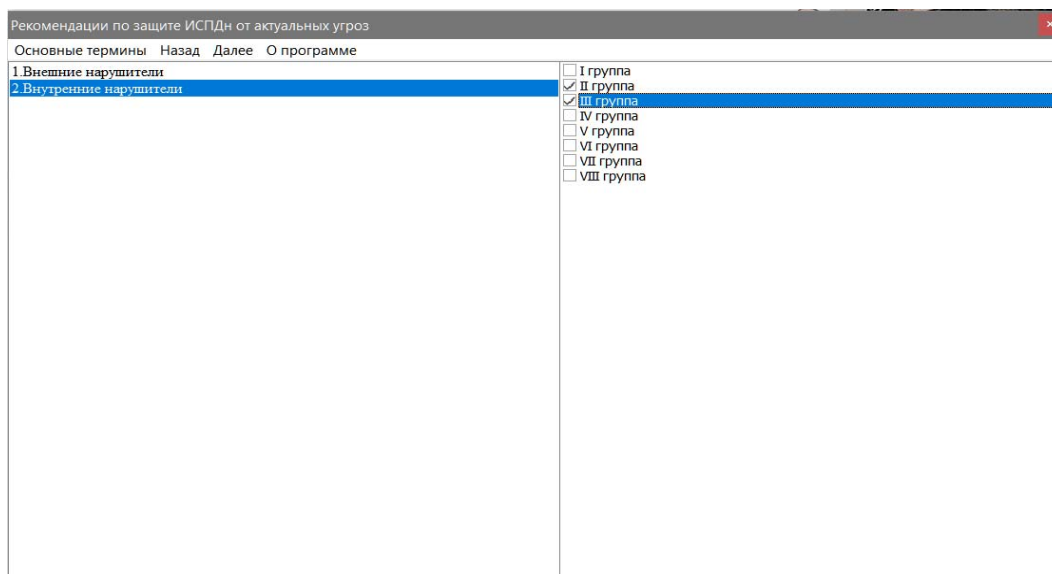 Рекомендации по защите ИСПДн от актуальных угроз
Основные термины Назад Далее О программе
1.Внешние нарушители
2.Внутренние нарушители
I группа
II группа
III группа
IV группа
V группа
VI группа
VII группа
VIII группа